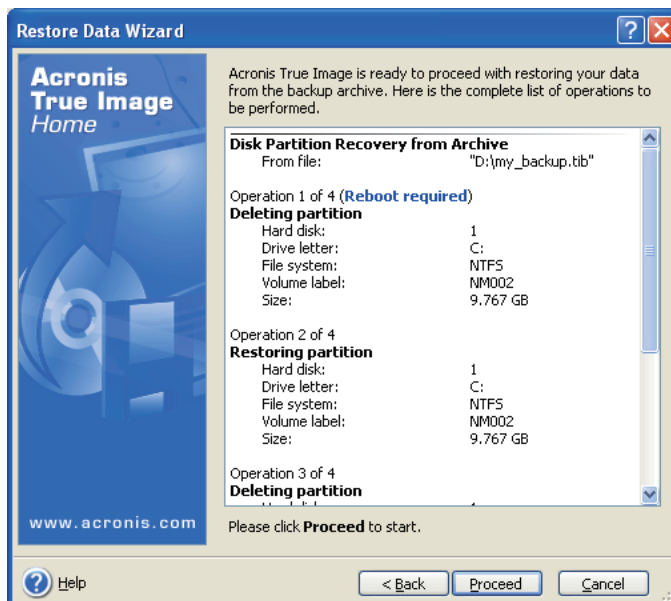 Restore Data Wizard
Acronis
True Image
Home
www.acronis.com
Acronis True Image is ready to proceed with restoring your data
from the backup archive. Here is the complete list of operations to
be performed.
Disk Partition Recovery from Archive
From file: "D:\my_backup.tib"
Operation 1 of 4 (Reboot required)
Deleting partition
Hard disk: 1
Drive letter: C:
File system: NTFS
Volume label: NM002
Size: 9.767 GB
Operation 2 of 4
Restoring partition
Hard disk: 1
Drive letter: C:
File system: NTFS
Volume label: NM002
Size: 9.767 GB
Operation 3 of 4
Deleting partition
Please click Proceed to start.
Help
< Back
Proceed
Cancel